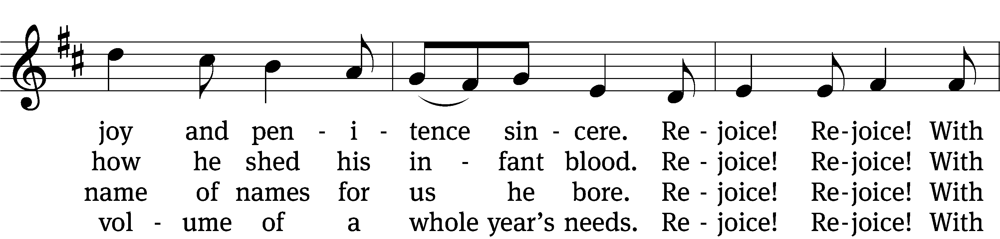 joy and pen - i - tence sin - cere. Re - joice! Re-joice! With
how he shed his in - fant blood. Re - joice! Re-joice! With
name of names for us he bore. Re - joice! Re-joice! With
vol - ume of a whole year’s needs. Re - joice! Re-joice! With